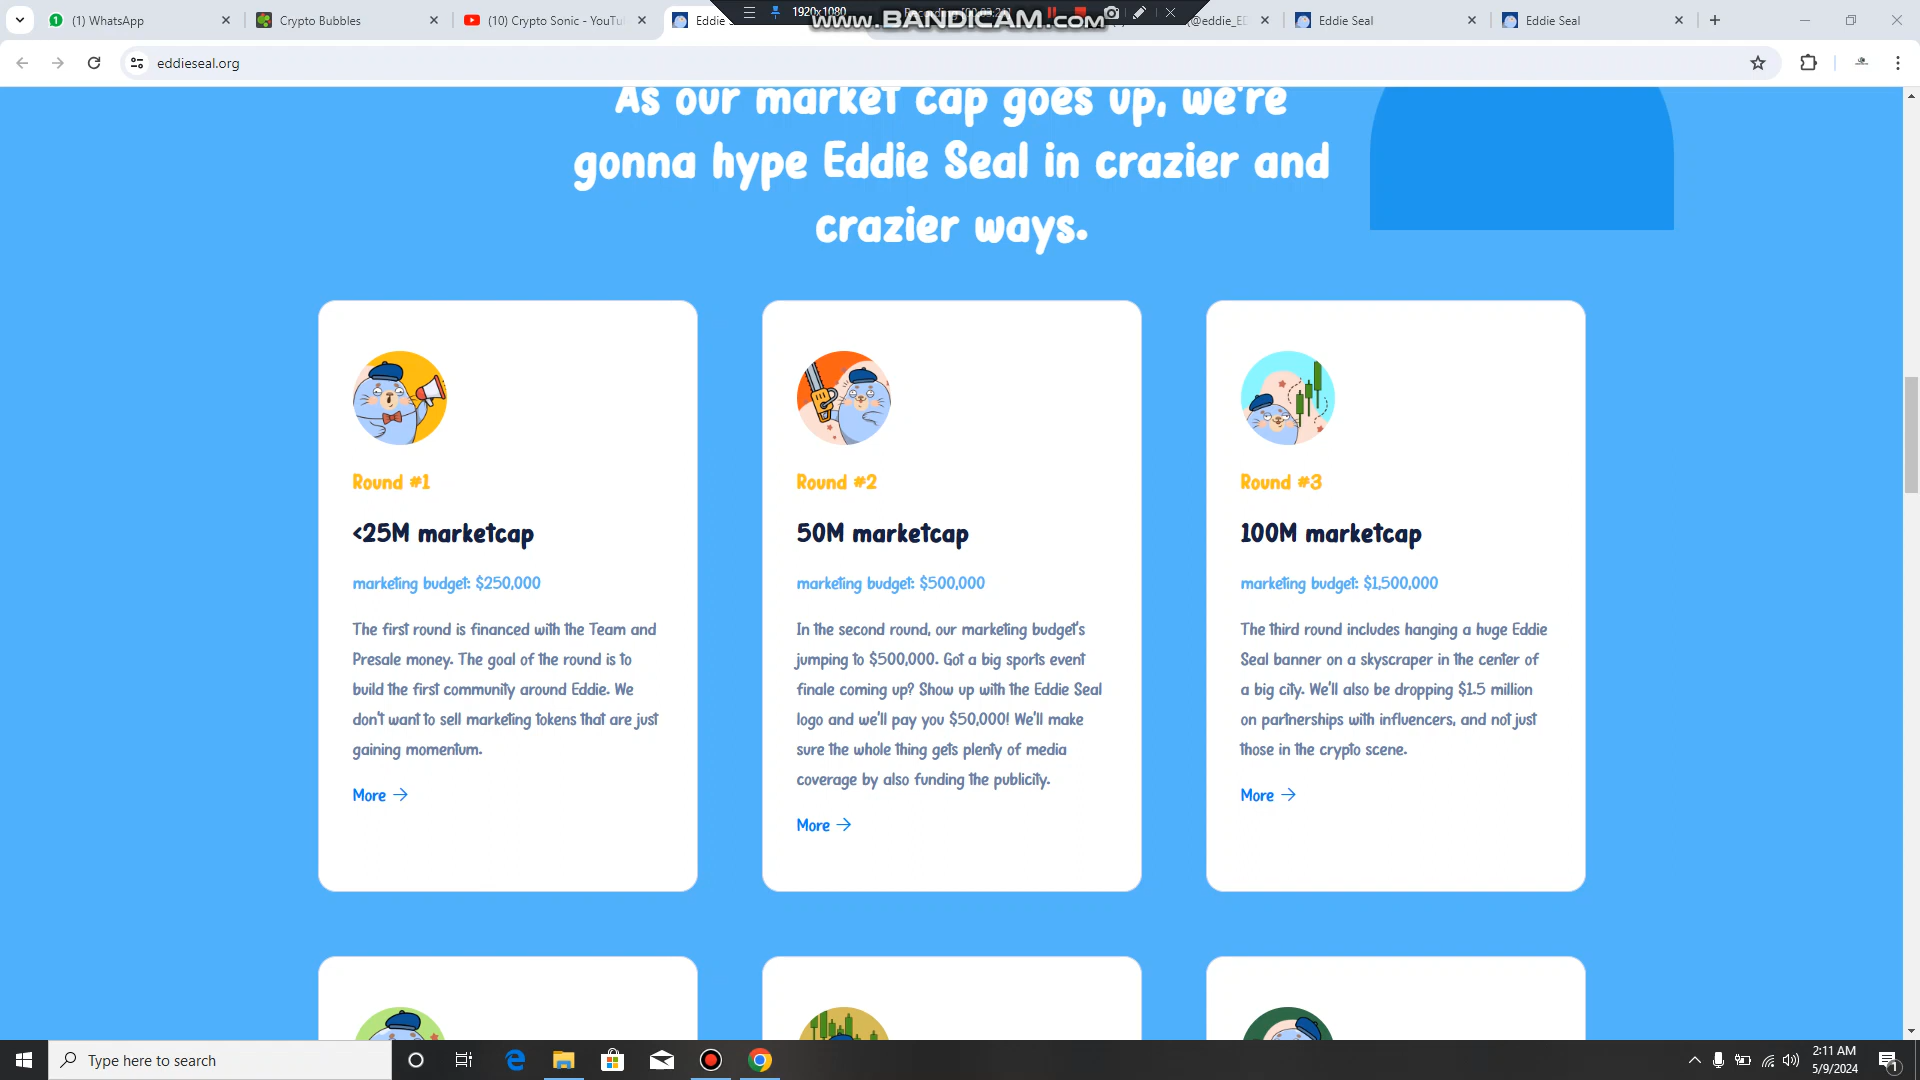 (1) WhatsApp
Crypto Bubbles
(10) Crypto Sonic - YouTu
Eddie
1920x1080
www.BANDICAM.com
(@eddie_ED
Eddie Seal
Eddie Seal
eddieseal.org
As our market cap goes up, we're
gonna hype Eddie Seal in crazier and
crazier ways.
Round #1
<25M marketcap
marketing budget: $250,000
The first round is financed with the Team and
Presale money. The goal of the round is to
build the first community around Eddie. We
don't want to sell marketing tokens that are just
gaining momentum.
More →
Round #2
50M marketcap
marketing budget: $500,000
In the second round, our marketing budget's
jumping to $500,000. Got a big sports event
finale coming up? Show up with the Eddie Seal
logo and we'll pay you $50,000! We'll make
sure the whole thing gets plenty of media
coverage by also funding the publicity.
More →
Round #3
100M marketcap
marketing budget: $1,500,000
The third round includes hanging a huge Eddie
Seal banner on a skyscraper in the center of
a big city. We'll also be dropping $1.5 million
on partnerships with influencers, and not just
those in the crypto scene.
More →
Type here to search
2:11 AM
5/9/2024
1